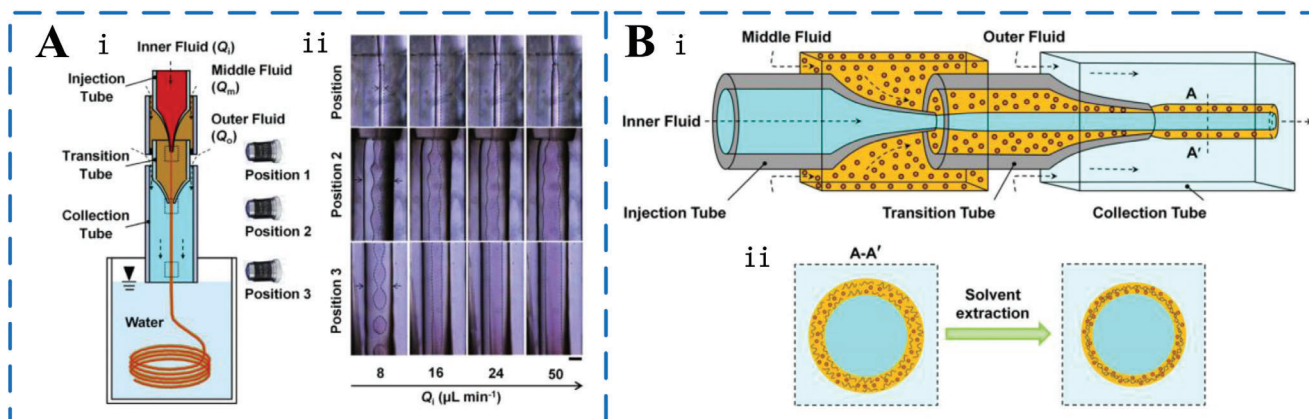 A
i
Inner Fluid (Qi)
Injection
Tube
Middle Fluid
(Qm)
Outer Fluid
(Qo)
Transition
Tube
Position 1
Collection
Tube
Position 2
Position 3
Water
ii
Position
Position 2
Position 3
8
16
24
50
Qi (µL min⁻¹)
B
i
Middle Fluid
Outer Fluid
Inner Fluid
A
A′
Injection Tube
Transition Tube
Collection Tube
ii
A-A′
Solvent
extraction